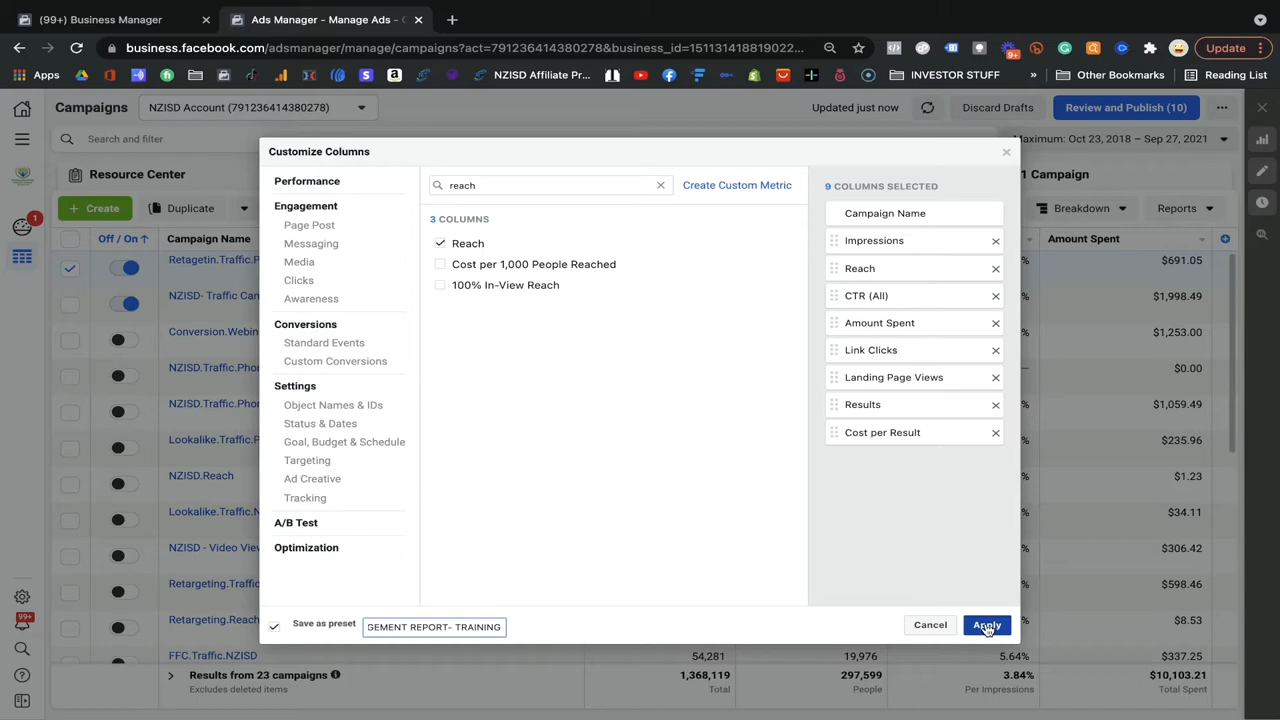 (99+) Business Manager
Ads Manager - Manage Ads -
business.facebook.com/adsmanager/manage/campaigns?act=791236414380278&business_id=151131418819022...
Update
Apps
NZISD Affiliate Pr...
INVESTOR STUFF
»
Other Bookmarks
Reading List
Campaigns
NZISD Account (791236414380278)
Updated just now
Discard Drafts
Review and Publish (10)
Search and filter
Maximum: Oct 23, 2018 – Sep 27, 2021
Resource Center
1 Campaign
+ Create
Duplicate
Breakdown
Reports
Off / On
Campaign Name
Amount Spent
Retagetin.Traffic.P
$691.05
NZISD- Traffic Can
$1,998.49
Conversion.Webin
$1,253.00
NZISD.Traffic.Pho
$0.00
NZISD.Traffic.Pho
$1,059.49
Lookalike.Traffic.P
$235.96
NZISD.Reach
$1.23
Lookalike.Traffic.N
$34.11
NZISD - Video Viev
$306.42
Retargeting.Traffic
$598.46
Retargeting.Reach
$8.53
FFC.Traffic.NZISD
54,281
19,976
5.64%
$337.25
Results from 23 campaigns
Excludes deleted items
1,368,119
Total
297,599
People
3.84%
Per Impressions
$10,103.21
Total Spent
Customize Columns
Performance
Engagement
Page Post
Messaging
Media
Clicks
Awareness
Conversions
Standard Events
Custom Conversions
Settings
Object Names & IDs
Status & Dates
Goal, Budget & Schedule
Targeting
Ad Creative
Tracking
A/B Test
Optimization
reach
Create Custom Metric
3 COLUMNS
Reach
Cost per 1,000 People Reached
100% In-View Reach
9 COLUMNS SELECTED
Campaign Name
Impressions
Reach
CTR (All)
Amount Spent
Link Clicks
Landing Page Views
Results
Cost per Result
Save as preset
GEMENT REPORT- TRAINING
Cancel
Apply